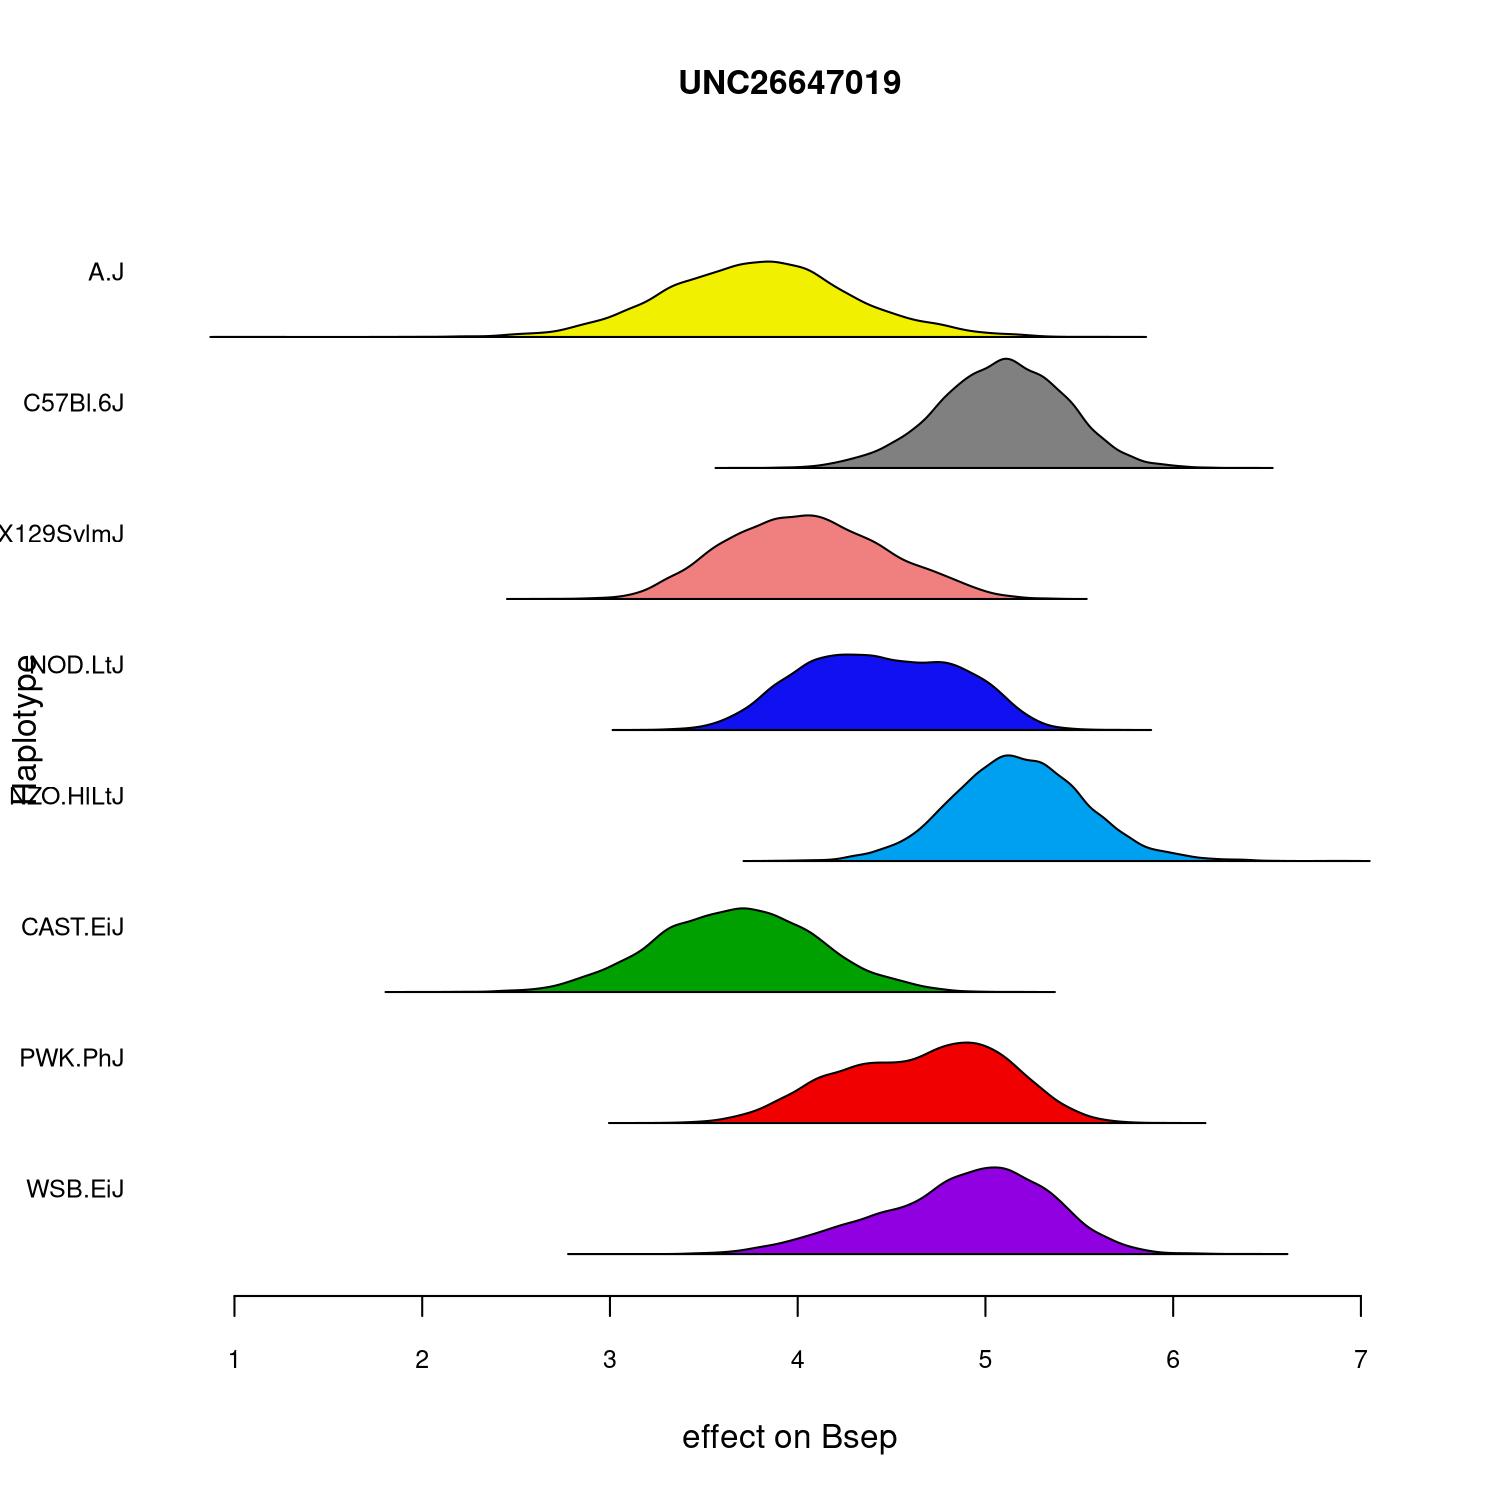 UNC26647019
A.J
C57Bl.6J
X129SvImJ
NOD.LtJ
Haplotype
NZO.HILtJ
CAST.EiJ
PWK.PhJ
WSB.EiJ
1 2 3 4 5 6 7
effect on Bsep